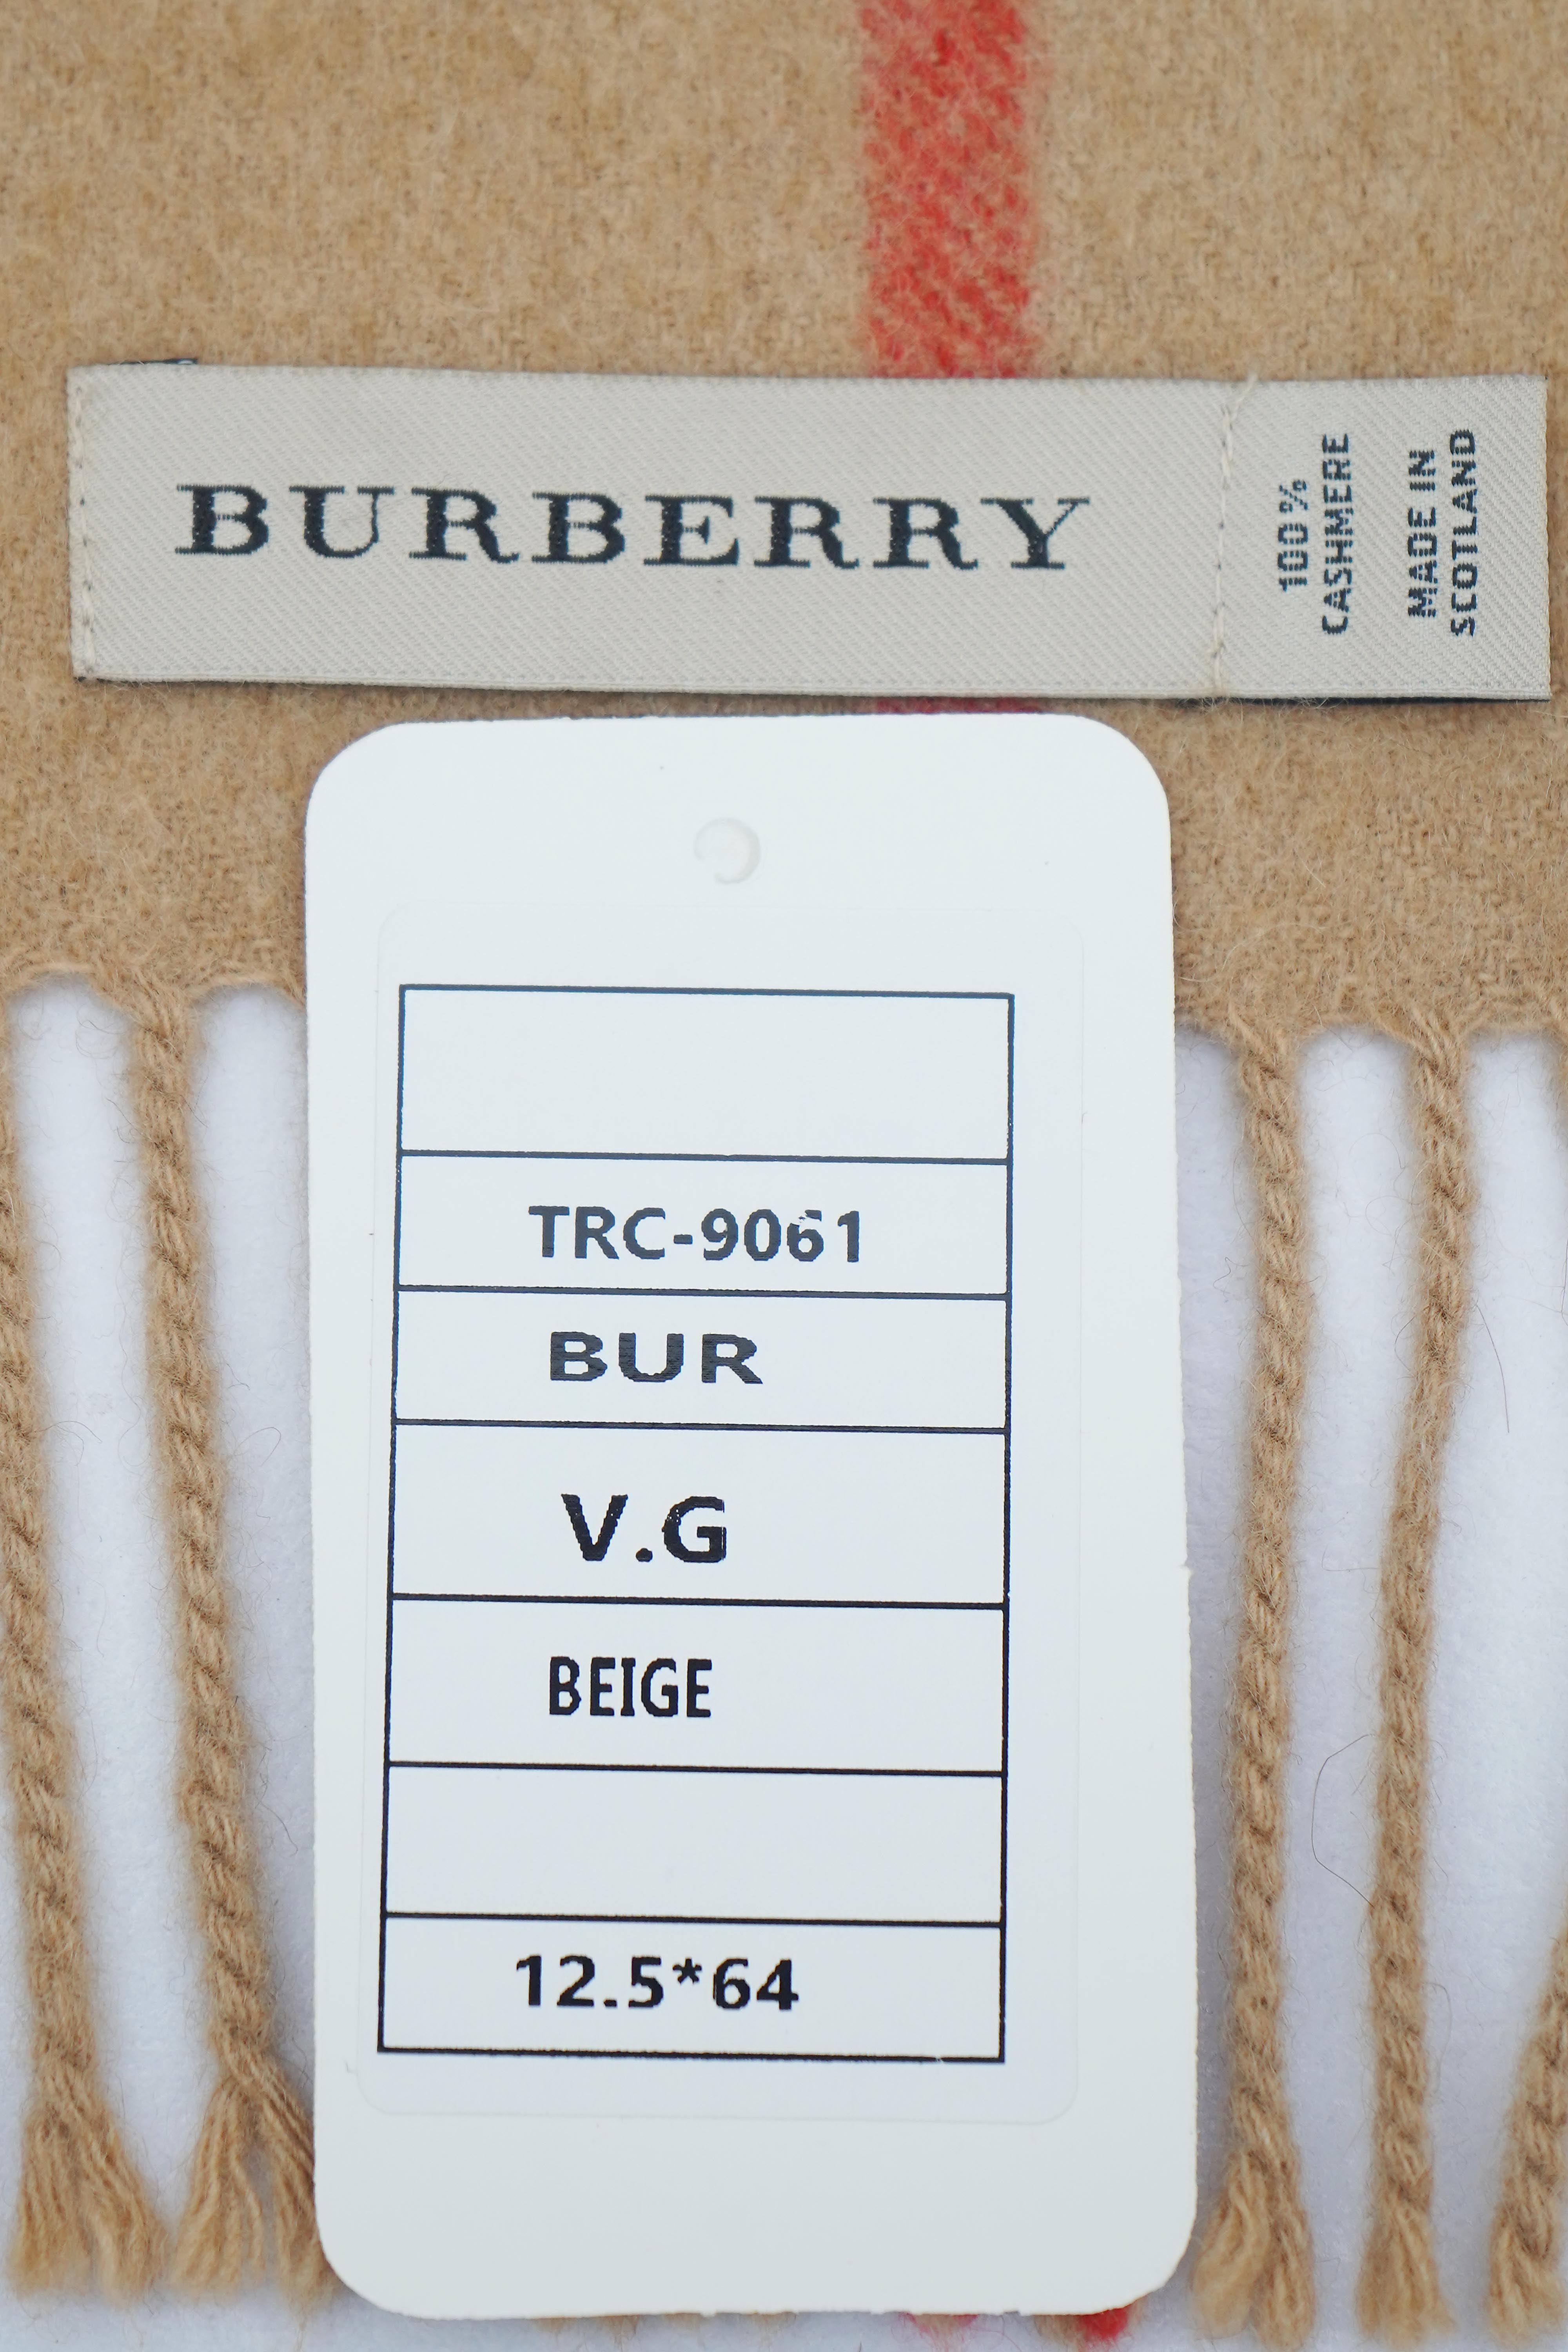 BURBERRY
100%
CASHMERE
MADE IN
SCOTLAND
TRC-9061
BUR
V.G
BEIGE
12.5*64